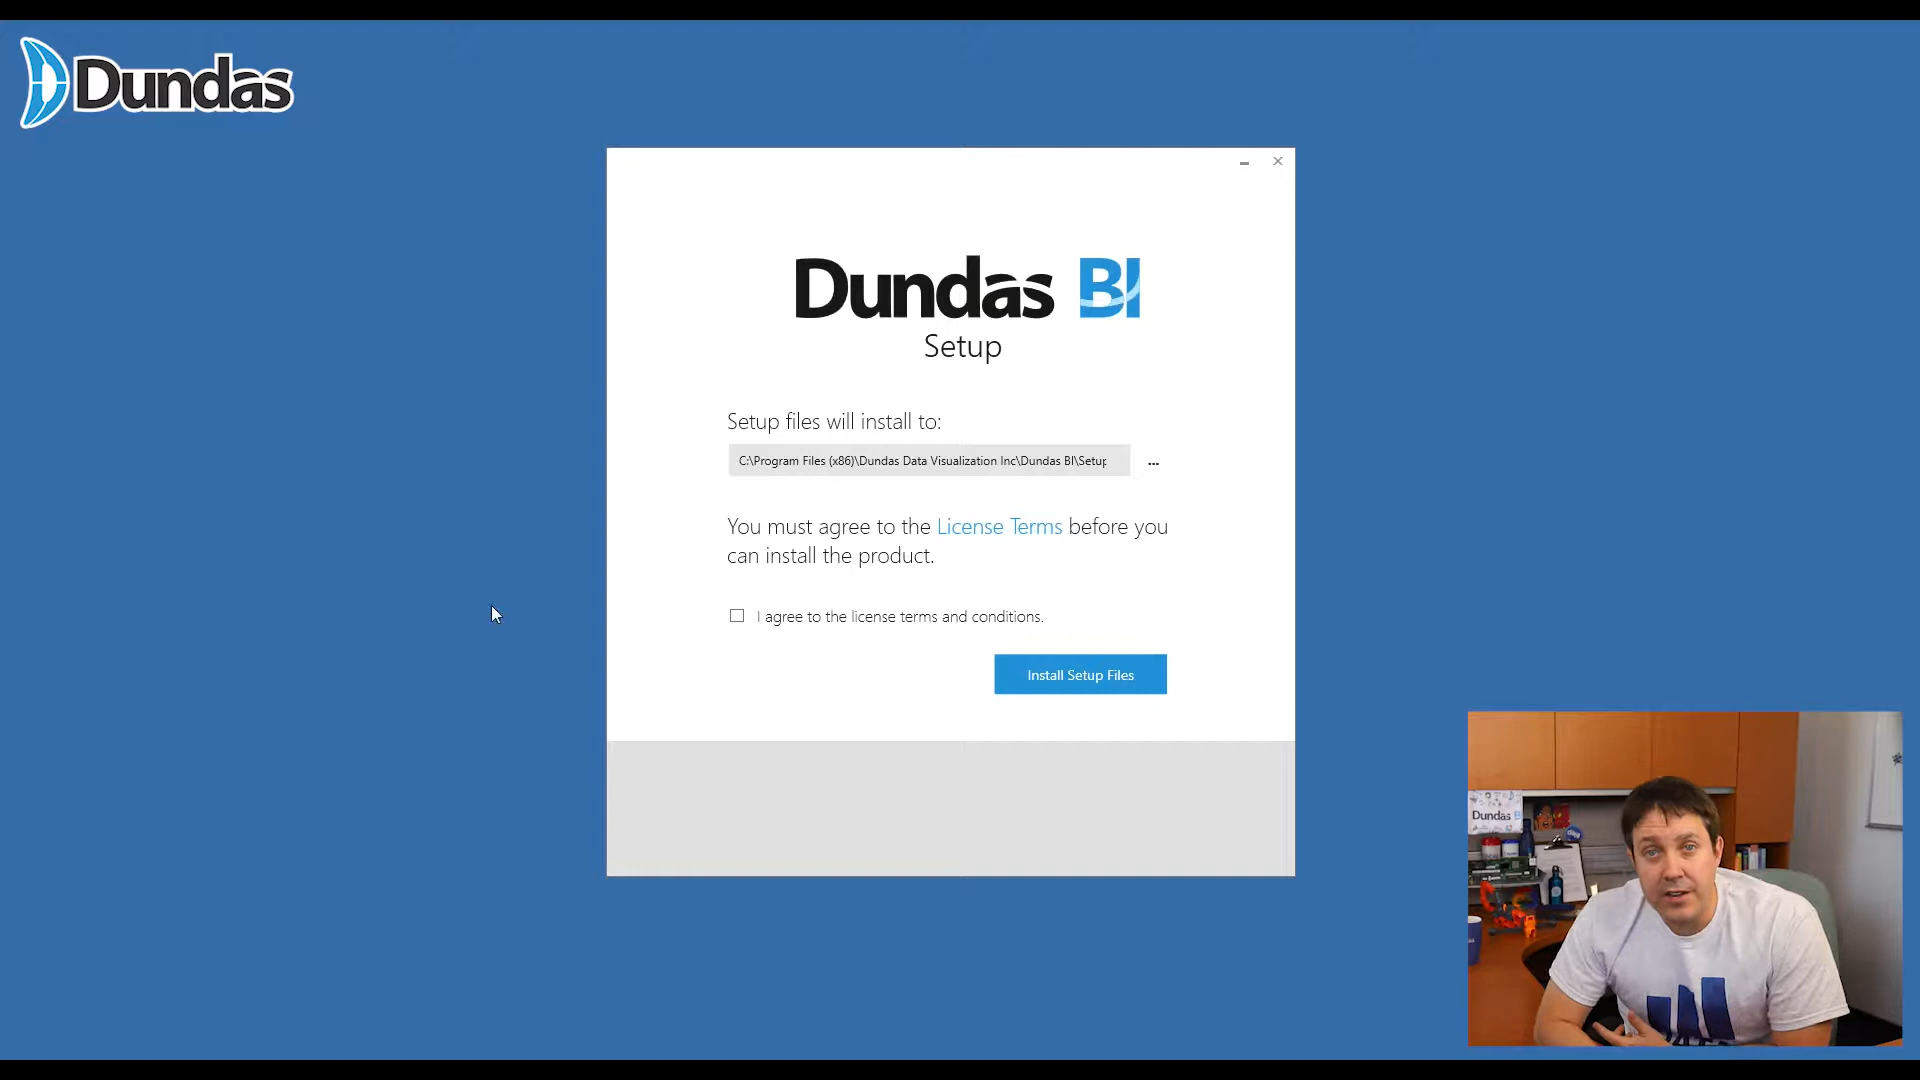 Dundas
Dundas BI
Setup
Setup files will install to:
C:\Program Files (x86)\Dundas Data Visualization Inc\Dundas BI\Setup
...
You must agree to the License Terms before you
can install the product.
I agree to the license terms and conditions.
Install Setup Files
Dundas B